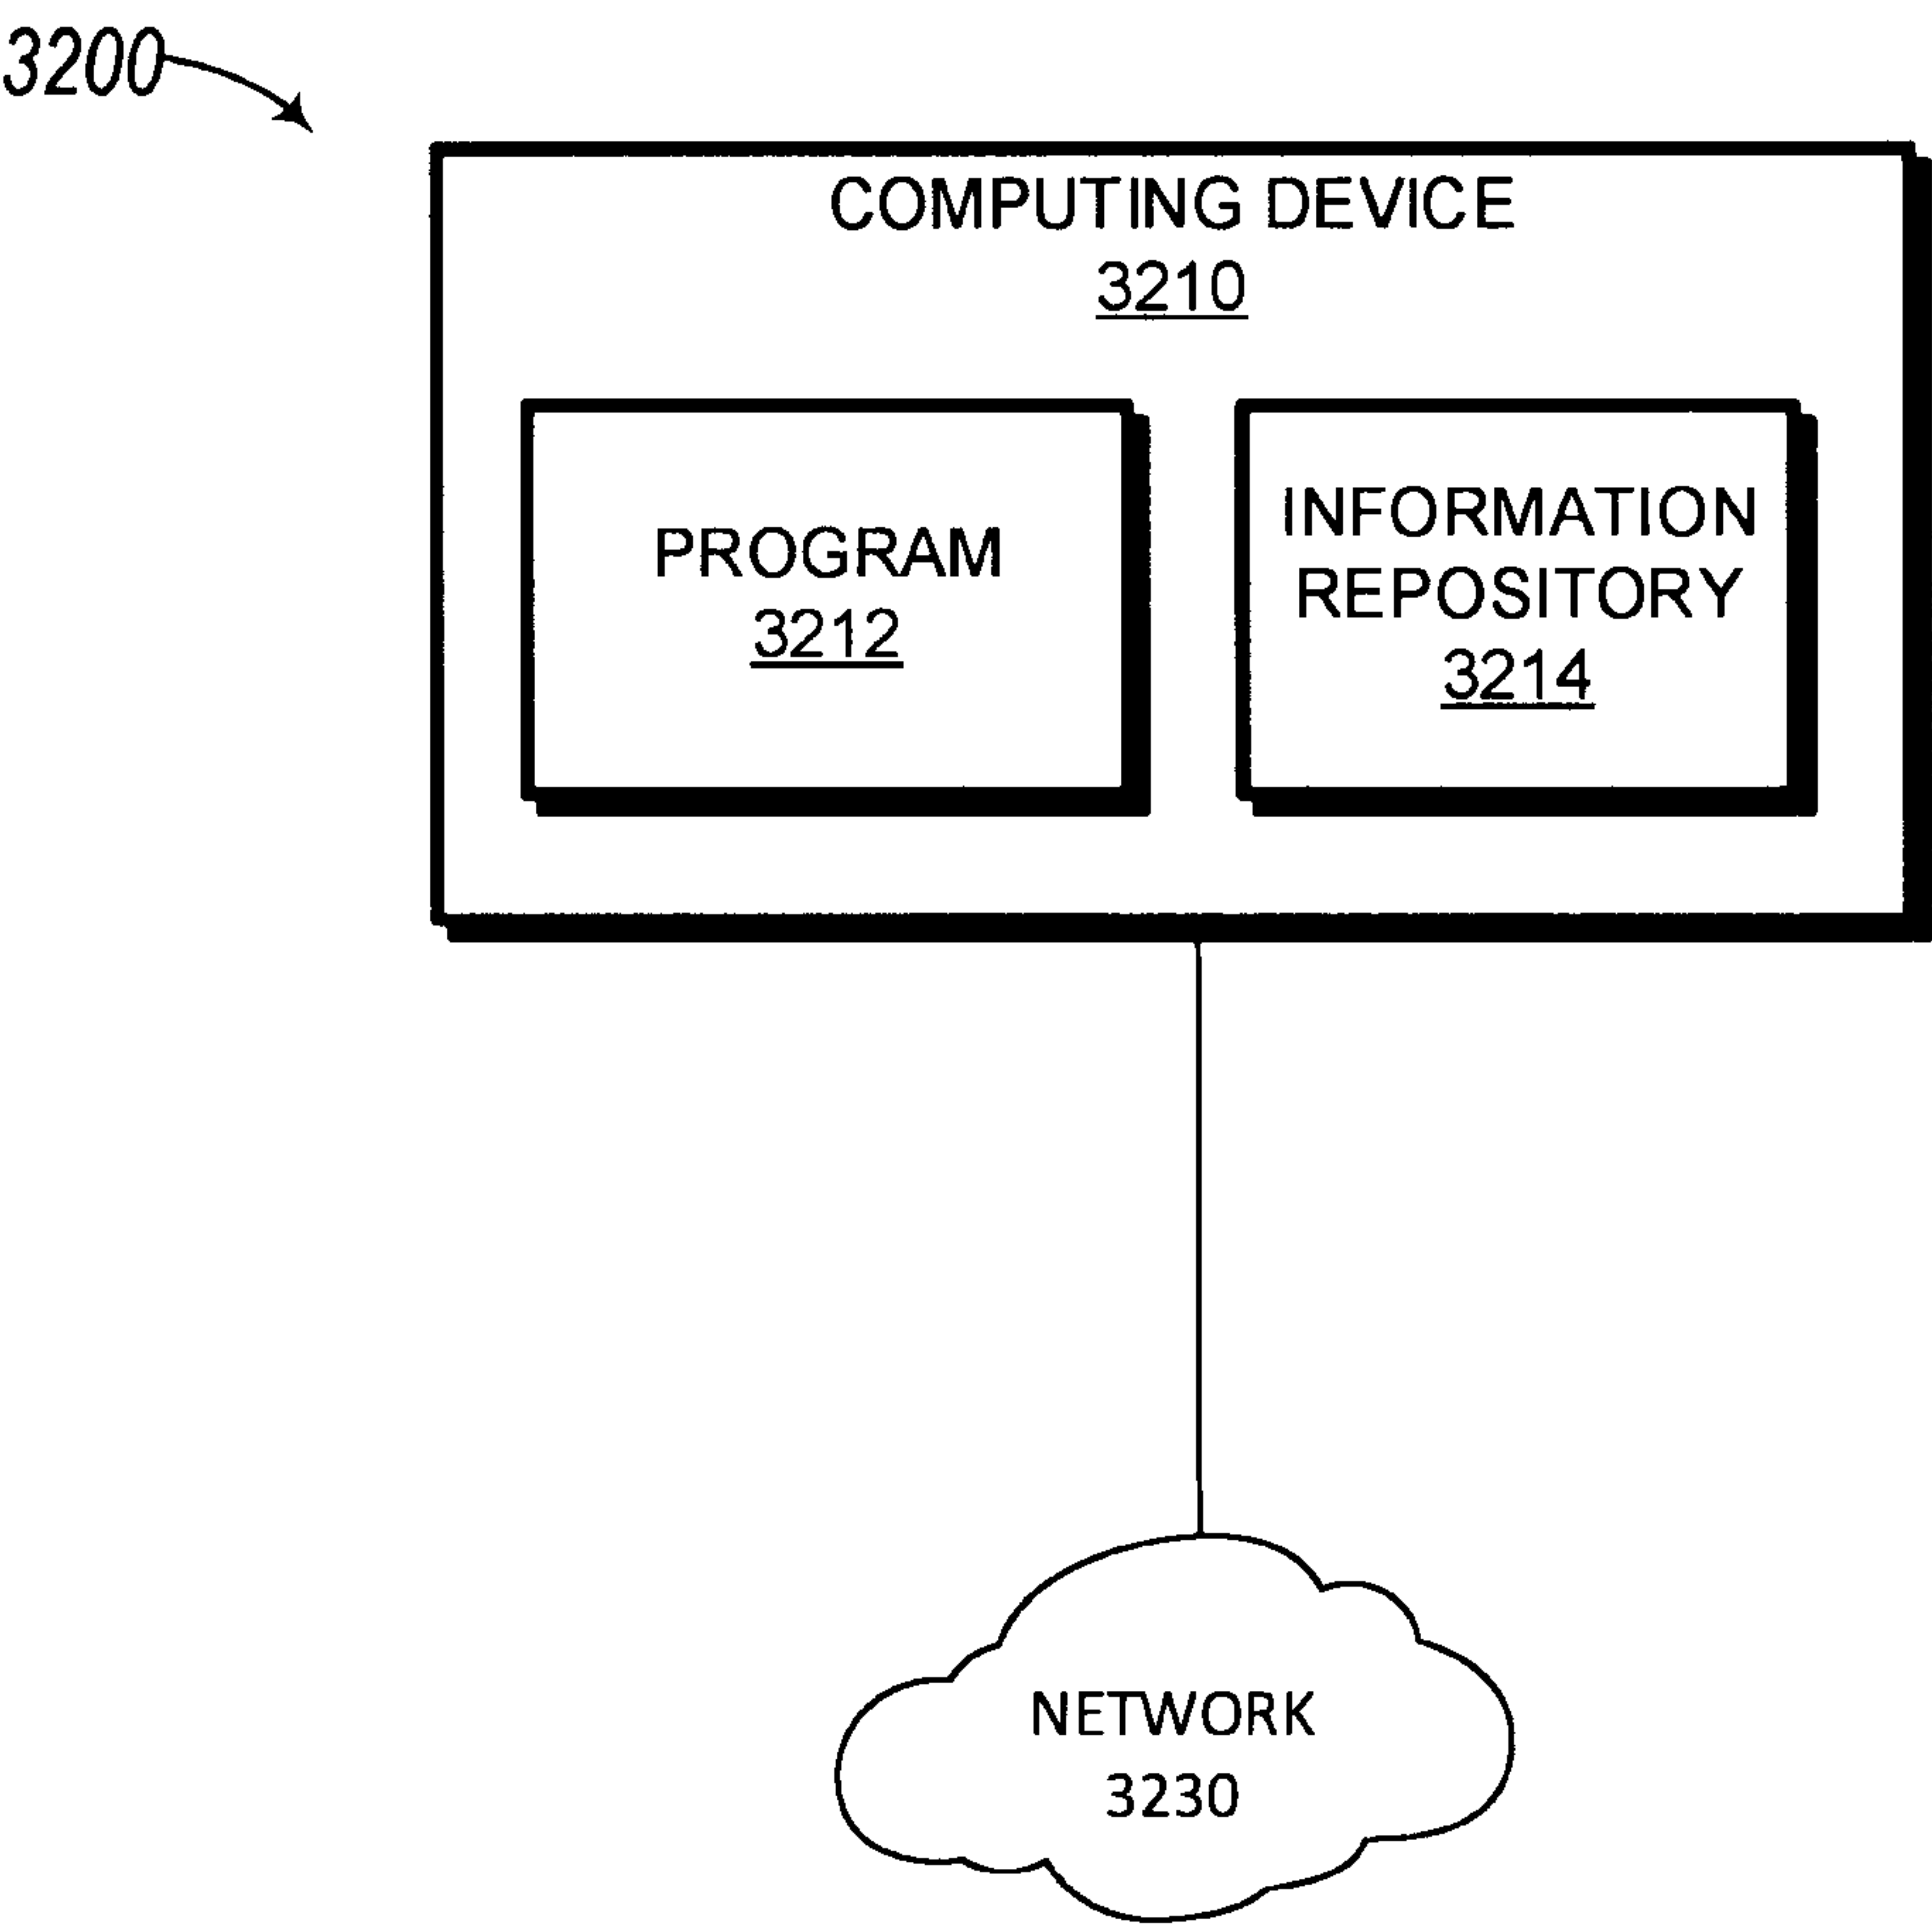 3200
COMPUTING DEVICE
3210
PROGRAM
3212
INFORMATION
REPOSITORY
3214
NETWORK
3230